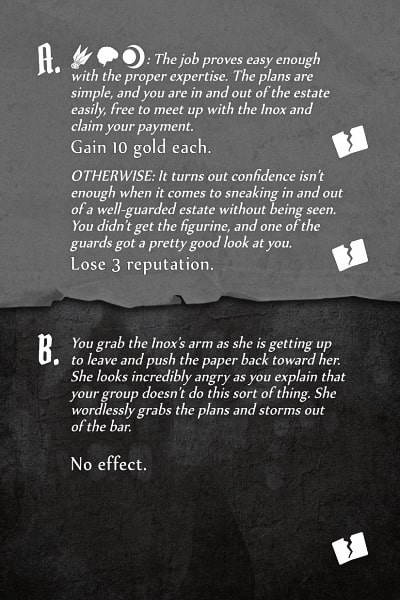 A. : The job proves easy enough
with the proper expertise. The plans are
simple, and you are in and out of the estate
easily, free to meet up with the Inox and
claim your payment.
Gain 10 gold each.
OTHERWISE: It turns out confidence isn't
enough when it comes to sneaking in and out
of a well-guarded estate without being seen.
You didn't get the figurine, and one of the
guards got a pretty good look at you.
Lose 3 reputation.
B. You grab the Inox's arm as she is getting up
to leave and push the paper back toward her.
She looks incredibly angry as you explain that
your group doesn't do this sort of thing. She
wordlessly grabs the plans and storms out
of the bar.
No effect.